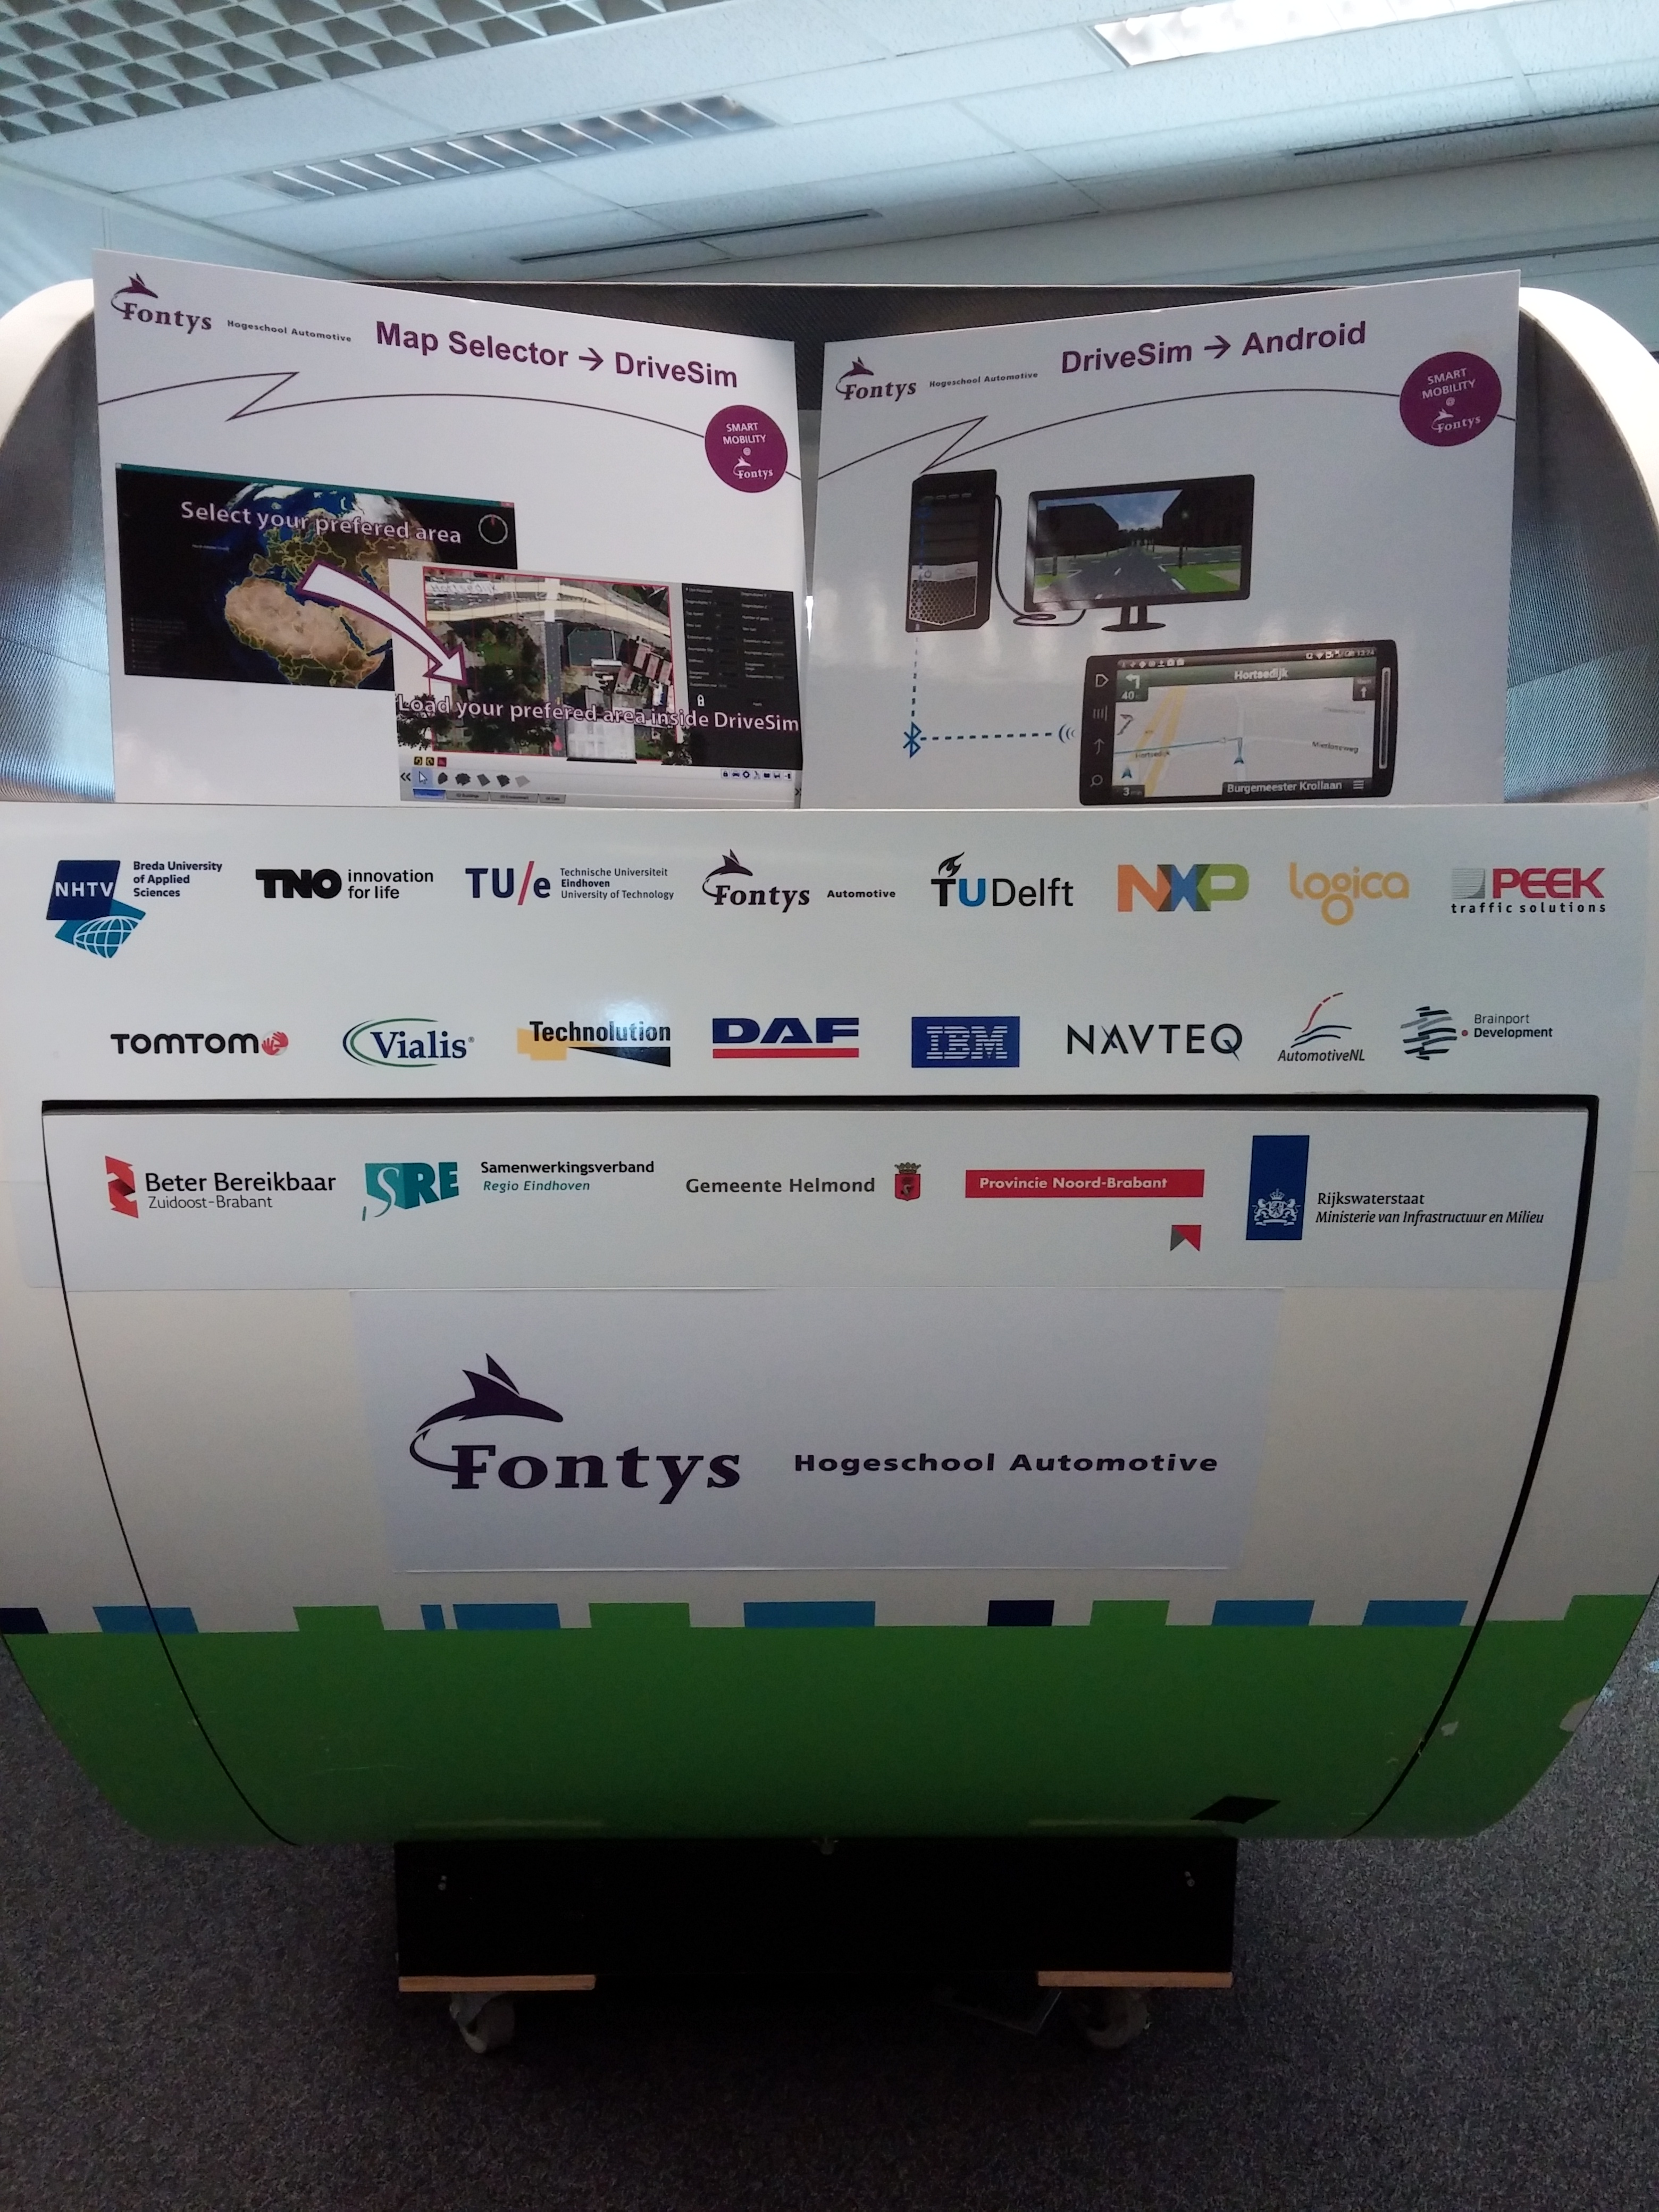 Fontys Hogeschool Automotive
Map Selector → DriveSim
SMART
MOBILITY
@
Fontys
Select your prefered area
Load your prefered area inside DriveSim
Fontys Hogeschool Automotive
DriveSim → Android
SMART
MOBILITY
@
Fontys
Hortsedijk
40
Hortsedijk
3
Burgemeester Krollaan
NHTV
Breda University
of Applied
Sciences
TNO innovation
for life
TU/e
Technische Universiteit
Eindhoven
University of Technology
Fontys Automotive
TUDelft
NXP
logica
PEEK
traffic solutions
TOMTOM
Vialis®
Technolution
DAF
IBM
NAVTEQ
AutomotiveNL
Brainport
Development
Beter Bereikbaar
Zuidoost-Brabant
SRE
Samenwerkingsverband
Regio Eindhoven
Gemeente Helmond
Provincie Noord-Brabant
Rijkswaterstaat
Ministerie van Infrastructuur en Milieu
Fontys Hogeschool Automotive